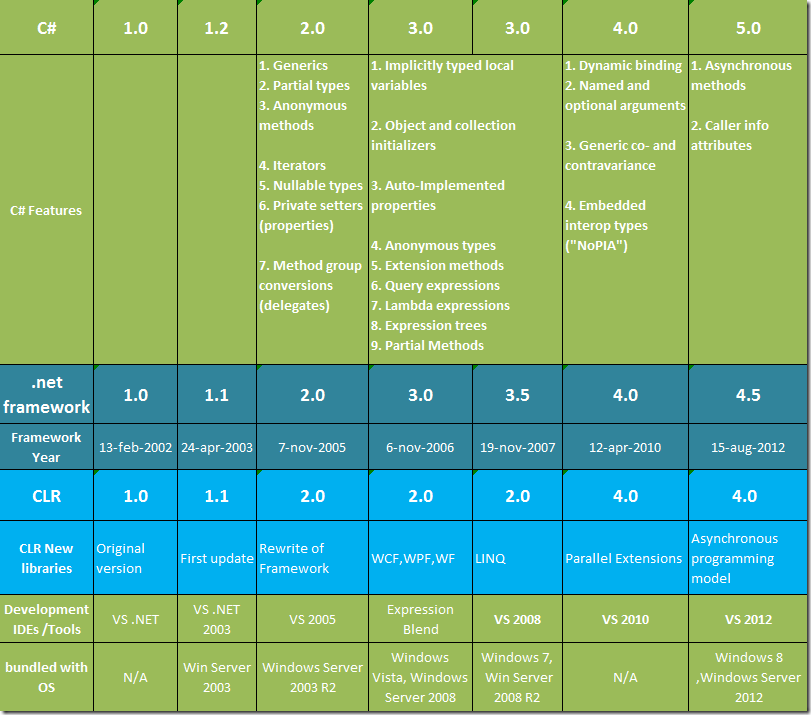 C# 1.0 1.2 2.0 3.0 3.0 4.0 5.0
C# Features
1. Generics
2. Partial types
3. Anonymous
methods
4. Iterators
5. Nullable types
6. Private setters
(properties)
7. Method group
conversions
(delegates)
1. Implicitly typed local
variables
2. Object and collection
initializers
3. Auto-Implemented
properties
4. Anonymous types
5. Extension methods
6. Query expressions
7. Lambda expressions
8. Expression trees
9. Partial Methods
1. Dynamic binding
2. Named and
optional arguments
3. Generic co- and
contravariance
4. Embedded
interop types
("NoPIA")
1. Asynchronous
methods
2. Caller info
attributes
.net
framework
1.0 1.1 2.0 3.0 3.5 4.0 4.5
Framework
Year
13-feb-2002 24-apr-2003 7-nov-2005 6-nov-2006 19-nov-2007 12-apr-2010 15-aug-2012
CLR 1.0 1.1 2.0 2.0 2.0 4.0 4.0
CLR New
libraries
Original
version
First update
Rewrite of
Framework
WCF,WPF,WF
LINQ
Parallel Extensions
Asynchronous
programming
model
Development
IDEs /Tools
VS .NET
VS .NET
2003
VS 2005
Expression
Blend
VS 2008
VS 2010
VS 2012
bundled with
OS
N/A
Win Server
2003
Windows Server
2003 R2
Windows
Vista, Windows
Server 2008
Windows 7,
Win Server
2008 R2
N/A
Windows 8
,Windows Server
2012